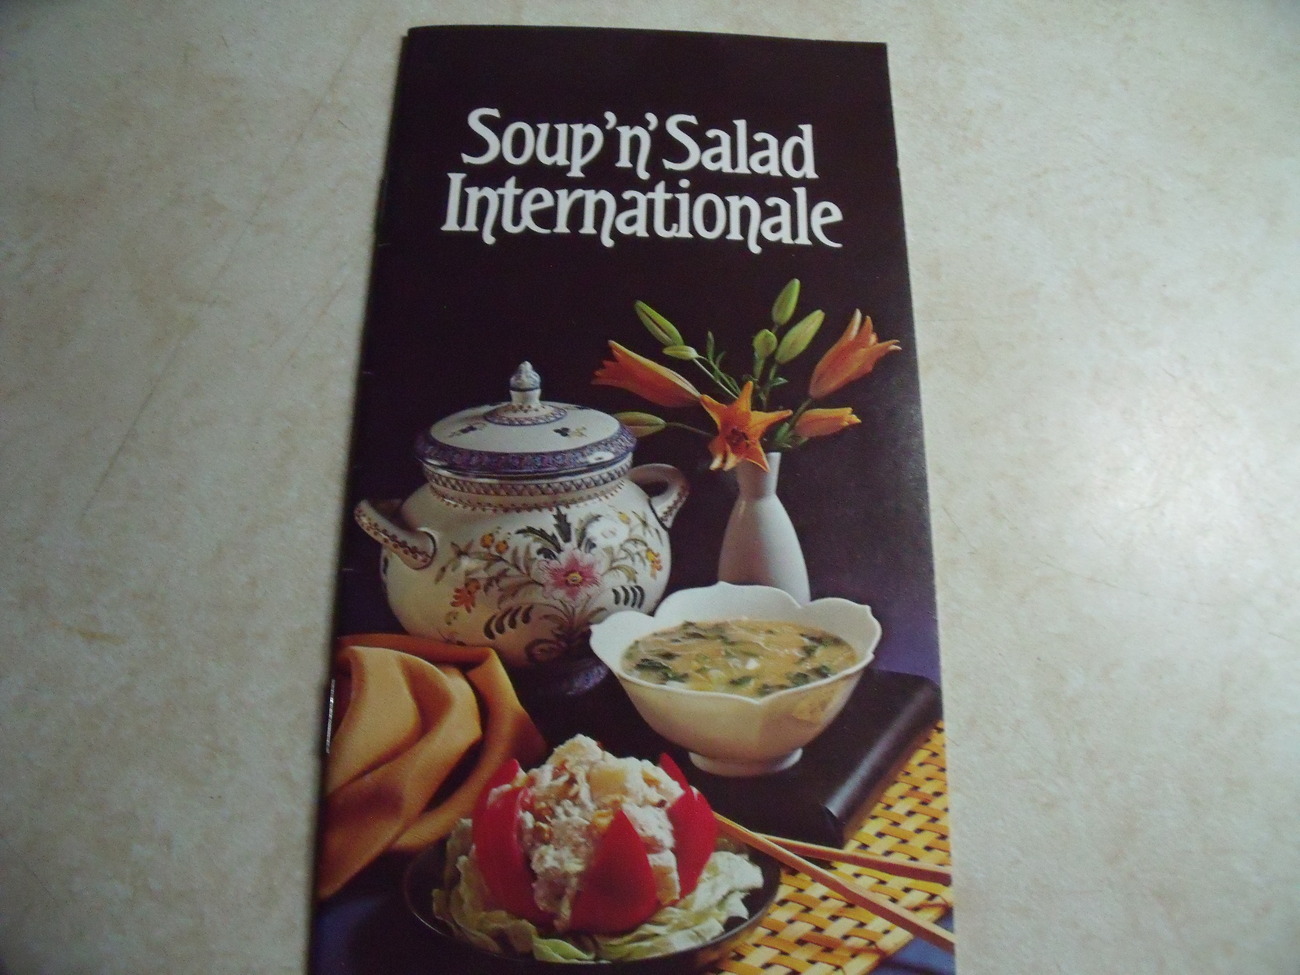 Soup 'n' Salad
Internationale